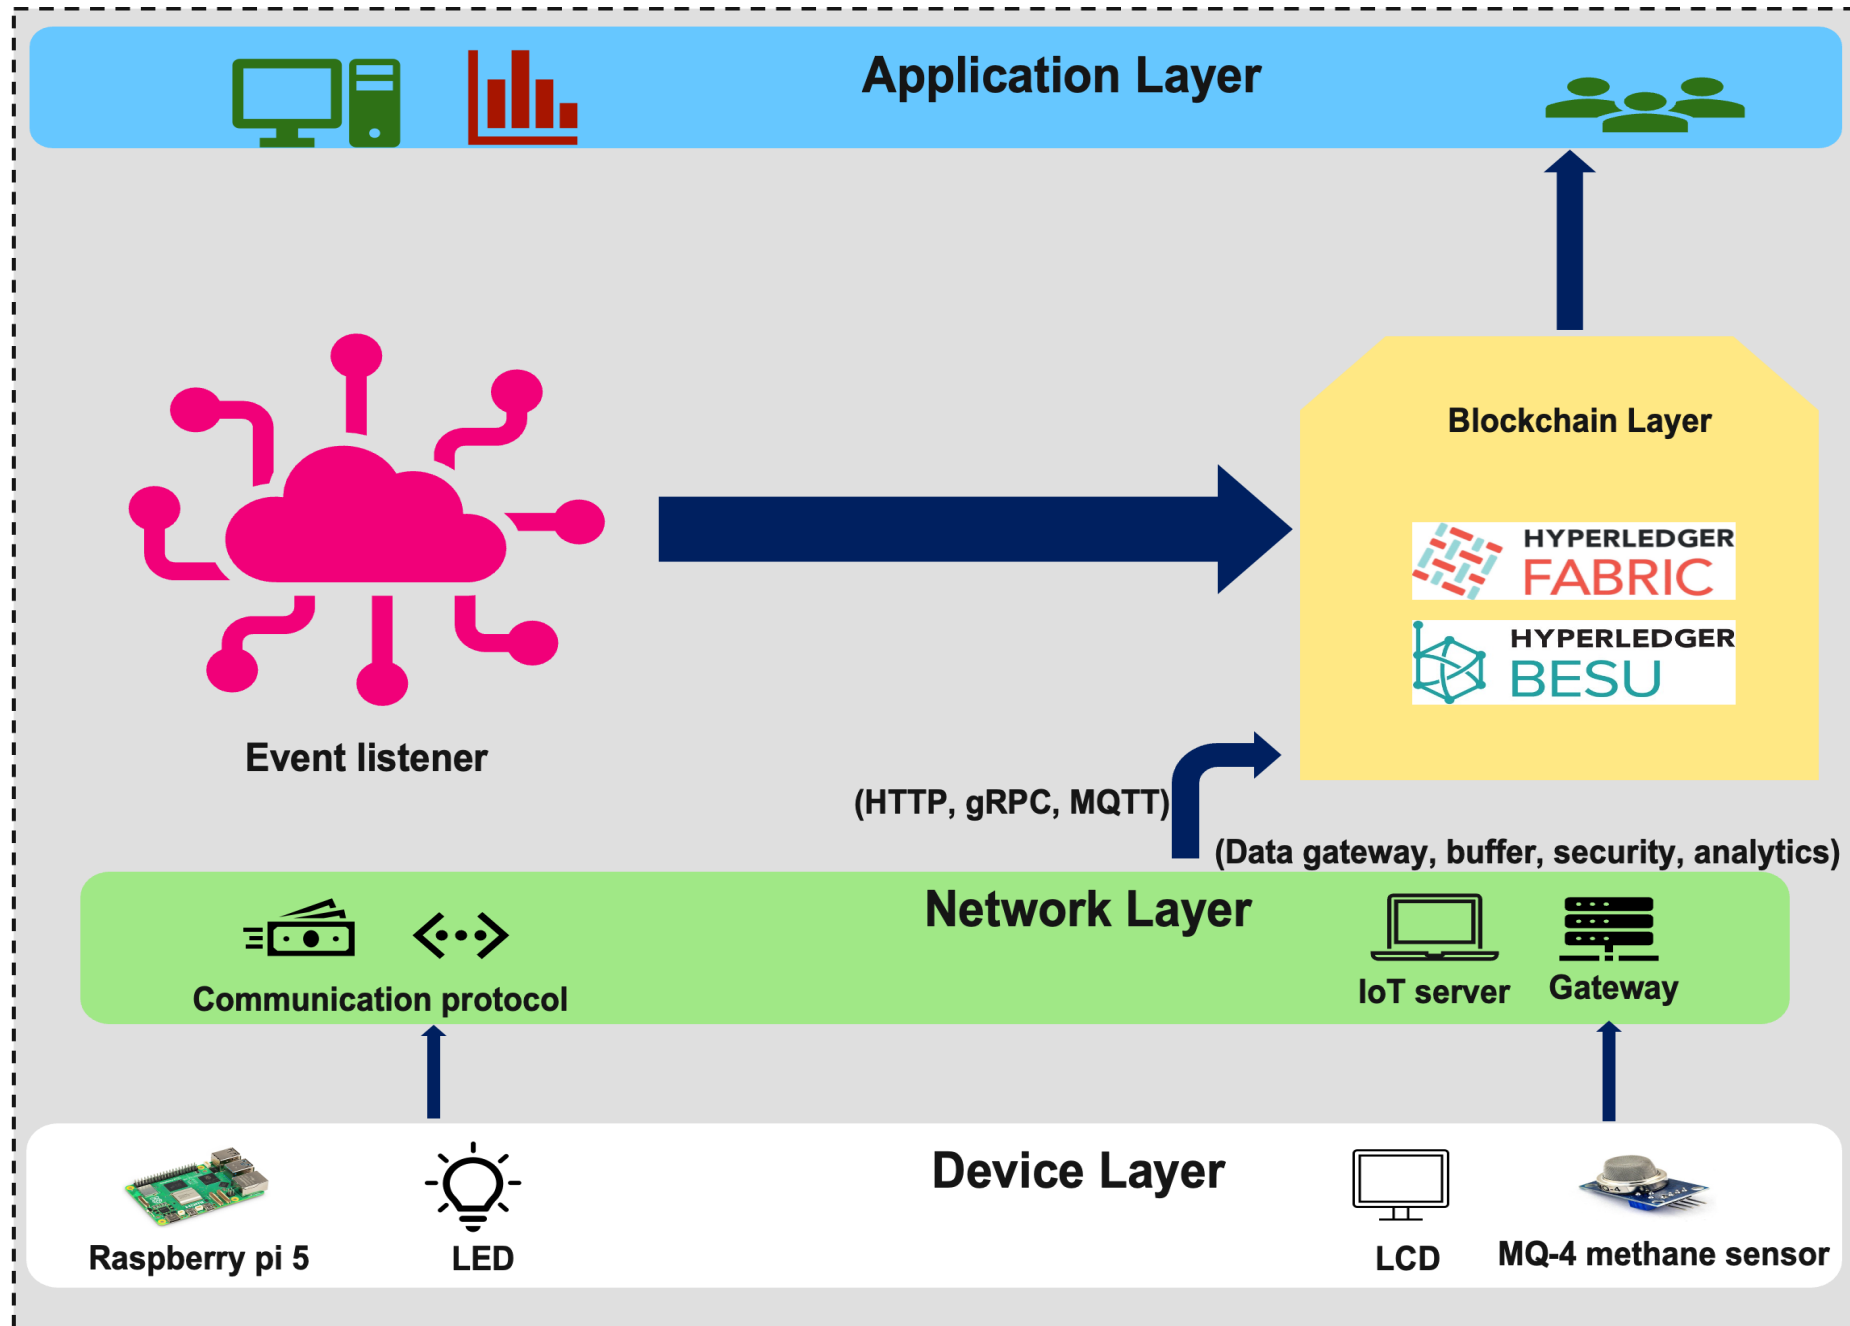 Application Layer
Blockchain Layer
HYPERLEDGER
FABRIC
HYPERLEDGER
BESU
Event listener
(HTTP, gRPC, MQTT)
(Data gateway, buffer, security, analytics)
Network Layer
Communication protocol
IoT server
Gateway
Device Layer
Raspberry pi 5
LED
LCD
MQ-4 methane sensor